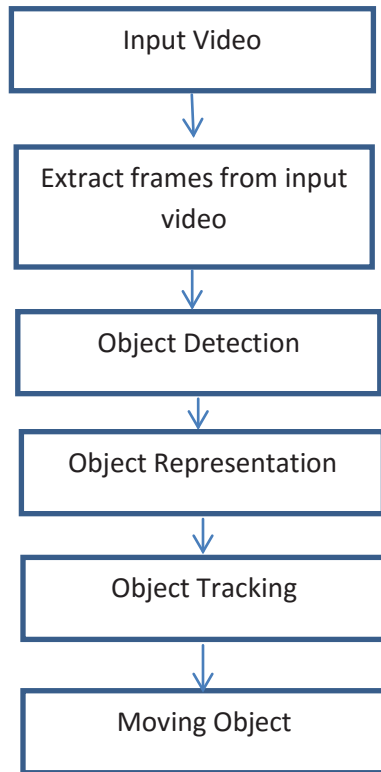 Input Video
Extract frames from input
video
Object Detection
Object Representation
Object Tracking
Moving Object